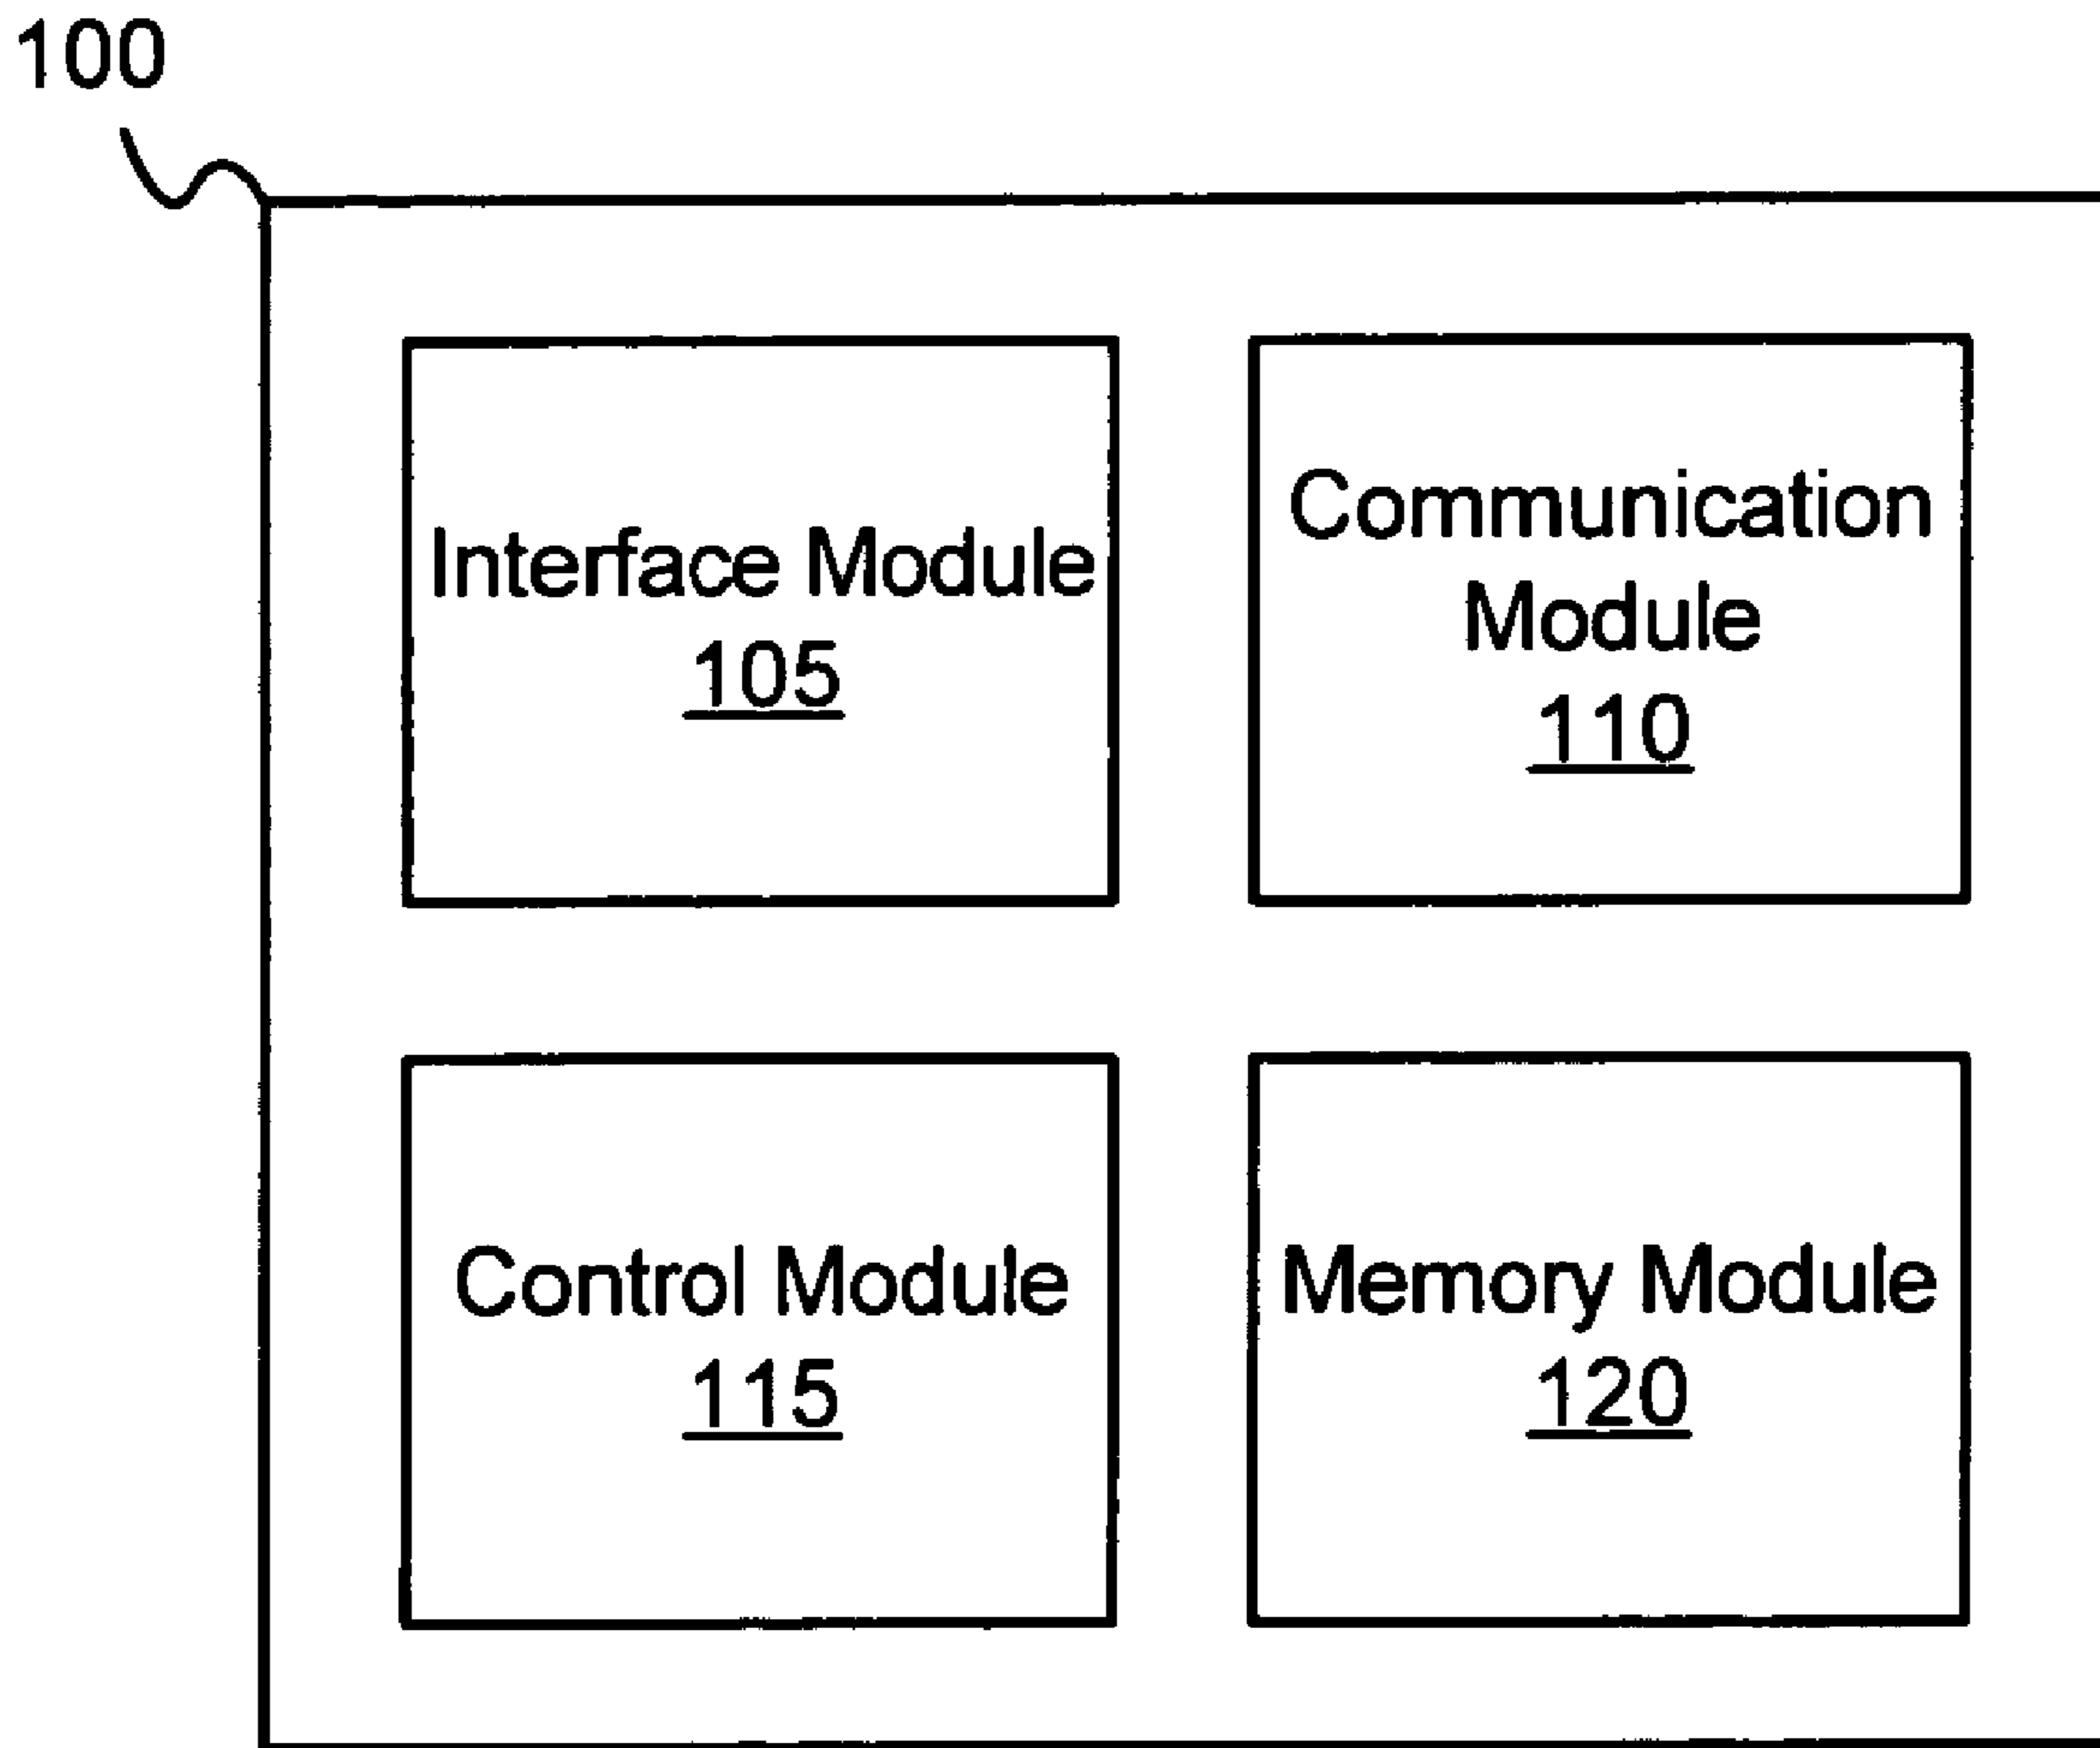 100
Interface Module
105
Communication
Module
110
Control Module
115
Memory Module
120